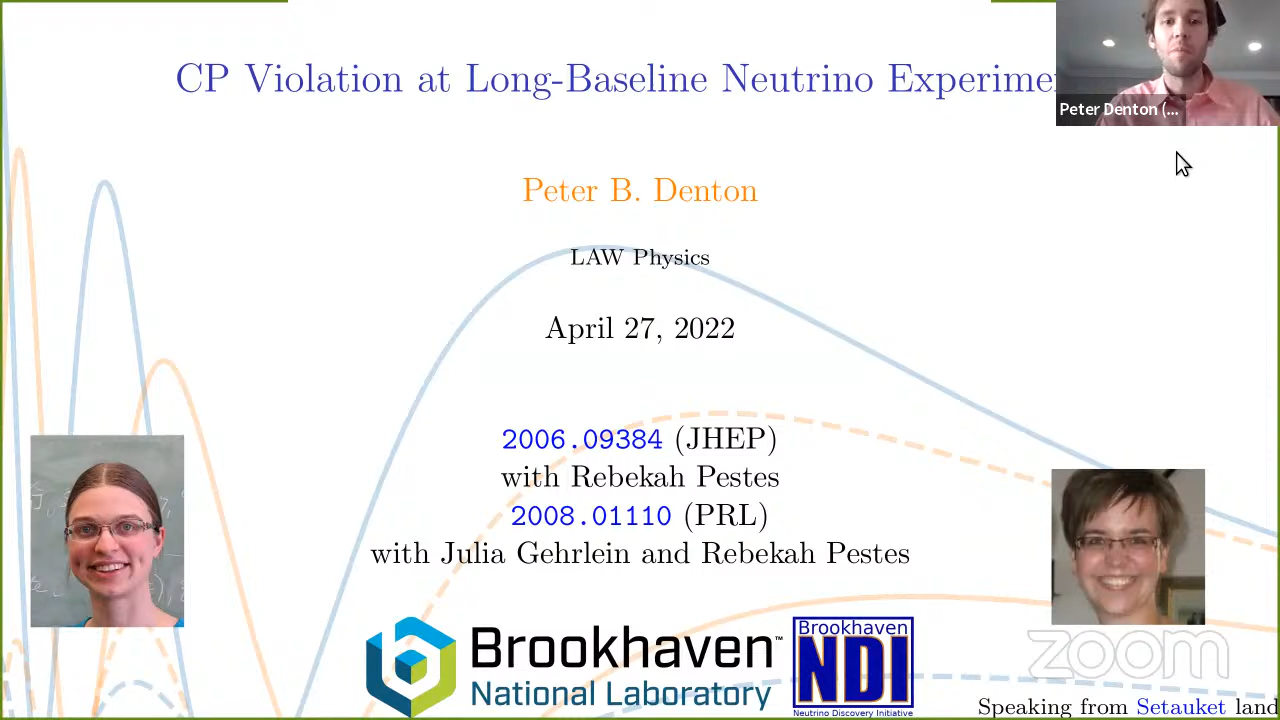 CP Violation at Long-Baseline Neutrino Experime
Peter Denton (...
Peter B. Denton
LAW Physics
April 27, 2022
2006.09384 (JHEP)
with Rebekah Pestes
2008.01110 (PRL)
with Julia Gehrlein and Rebekah Pestes
Brookhaven™
National Laboratory
Brookhaven
NDI
Neutrino Discovery Initiative
zoom
Speaking from Setauket land